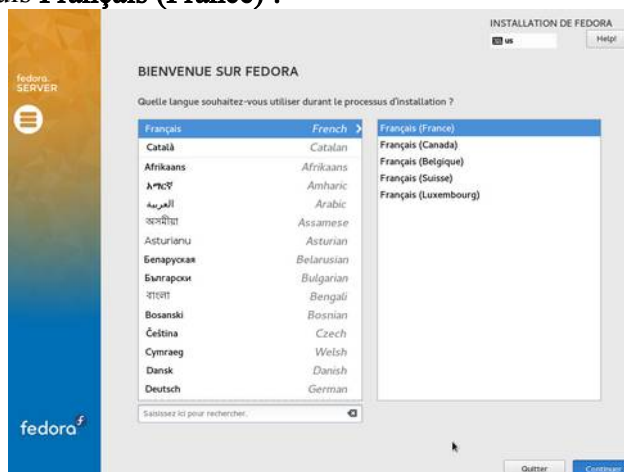 Français (France) :
INSTALLATION DE FEDORA
us
Help!
fedora
SERVER
BIENVENUE SUR FEDORA
Quelle langue souhaitez-vous utiliser durant le processus d'installation ?
Français French
Català Catalan
Afrikaans Afrikaans
አማርኛ Amharic
العربية Arabic
অসমীয়া Assamese
Asturianu Asturian
Беларуская Belarusian
Български Bulgarian
বাংলা Bengali
Bosanski Bosnian
Čeština Czech
Cymraeg Welsh
Dansk Danish
Deutsch German
Français (France)
Français (Canada)
Français (Belgique)
Français (Suisse)
Français (Luxembourg)
Saisissez ici pour rechercher.
fedora
Quitter
Continuer